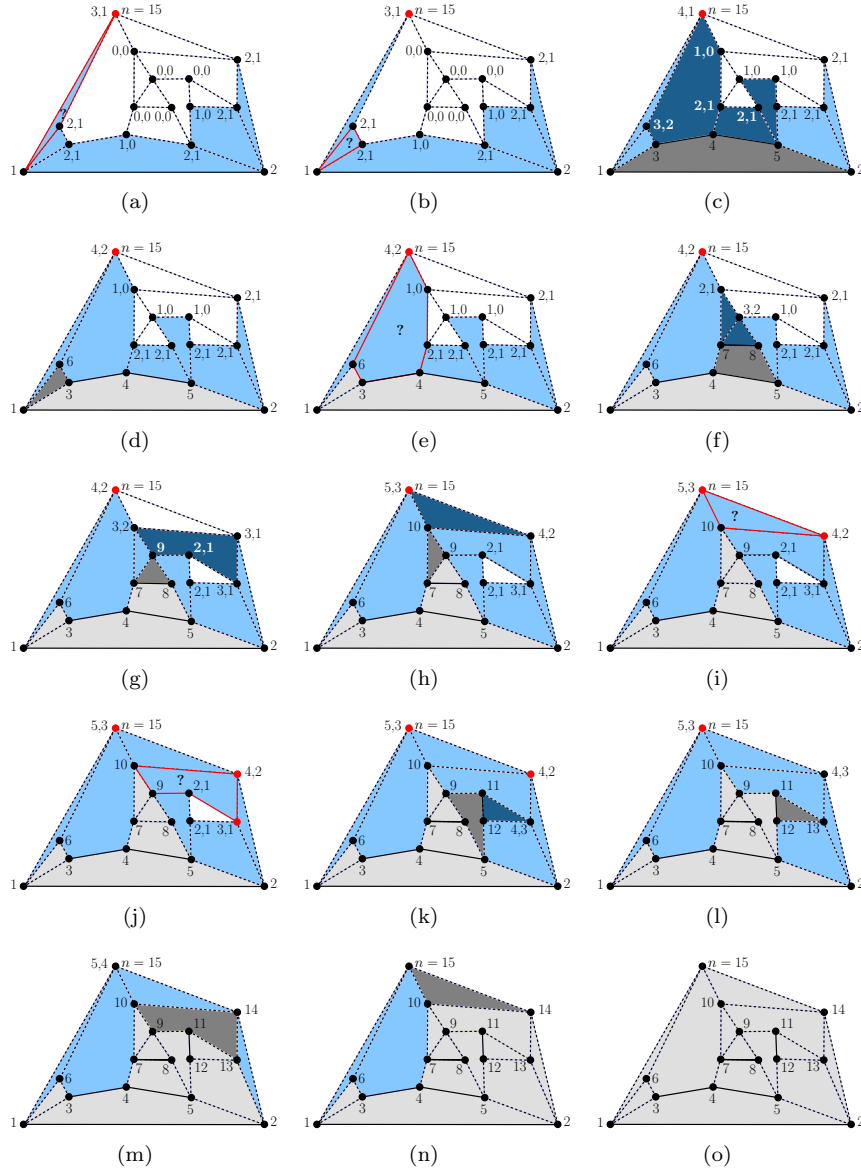 3,1 n = 15
0,0 2,1
0,0 0,0
?
2,1 0,0 0,0 1,0 2,1
2,1 1,0 2,1
1 2
(a)
3,1 n = 15
0,0 2,1
0,0 0,0
2,1 0,0 0,0 1,0 2,1
? 2,1 1,0 2,1
1 2
(b)
4,1 n = 15
1,0 2,1
1,0 1,0
2,1 2,1 2,1 2,1
3,2
3 4 5
1 2
(c)
4,2 n = 15
1,0 2,1
1,0 1,0
6 2,1 2,1 2,1 2,1
3 4 5
1 2
(d)
4,2 n = 15
1,0 2,1
1,0 1,0
?
6 2,1 2,1 2,1 2,1
3 4 5
1 2
(e)
4,2 n = 15
2,1 2,1
3,2 1,0
6 7 8 2,1 2,1
3 4 5
1 2
(f)
4,2 n = 15
3,2 3,1
9 2,1
6 7 8 2,1 3,1
3 4 5
1 2
(g)
5,3 n = 15
10 4,2
9 2,1
6 7 8 2,1 3,1
3 4 5
1 2
(h)
5,3 n = 15
? 4,2
10
9 2,1
6 7 8 2,1 3,1
3 4 5
1 2
(i)
5,3 n = 15
10 ? 4,2
9 2,1
6 7 8 2,1 3,1
3 4 5
1 2
(j)
5,3 n = 15
10 4,2
9 11
6 7 8 12 4,3
3 4 5
1 2
(k)
5,3 n = 15
10 4,3
9 11
6 7 8 12 13
3 4 5
1 2
(l)
5,4 n = 15
10 14
9 11
6 7 8 12 13
3 4 5
1 2
(m)
n = 15
10 14
9 11
6 7 8 12 13
3 4 5
1 2
(n)
n = 15
10 14
9 11
6 7 8 12 13
3 4 5
1 2
(o)